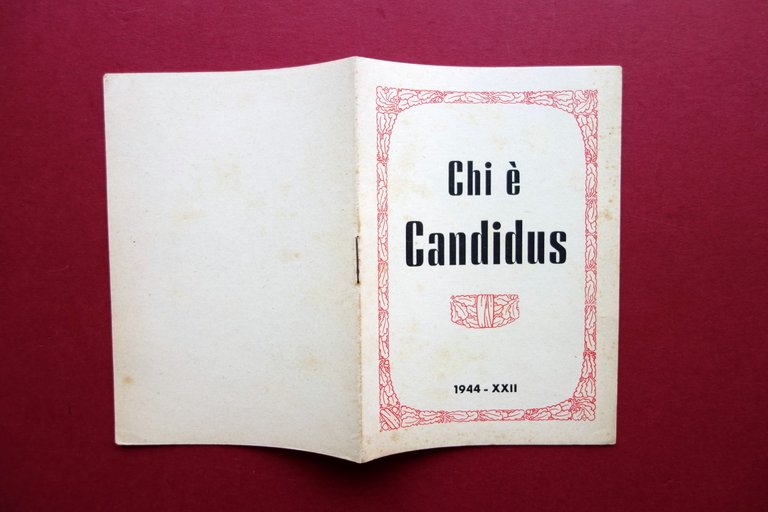 Chi è
Candidus
1944 - XXII